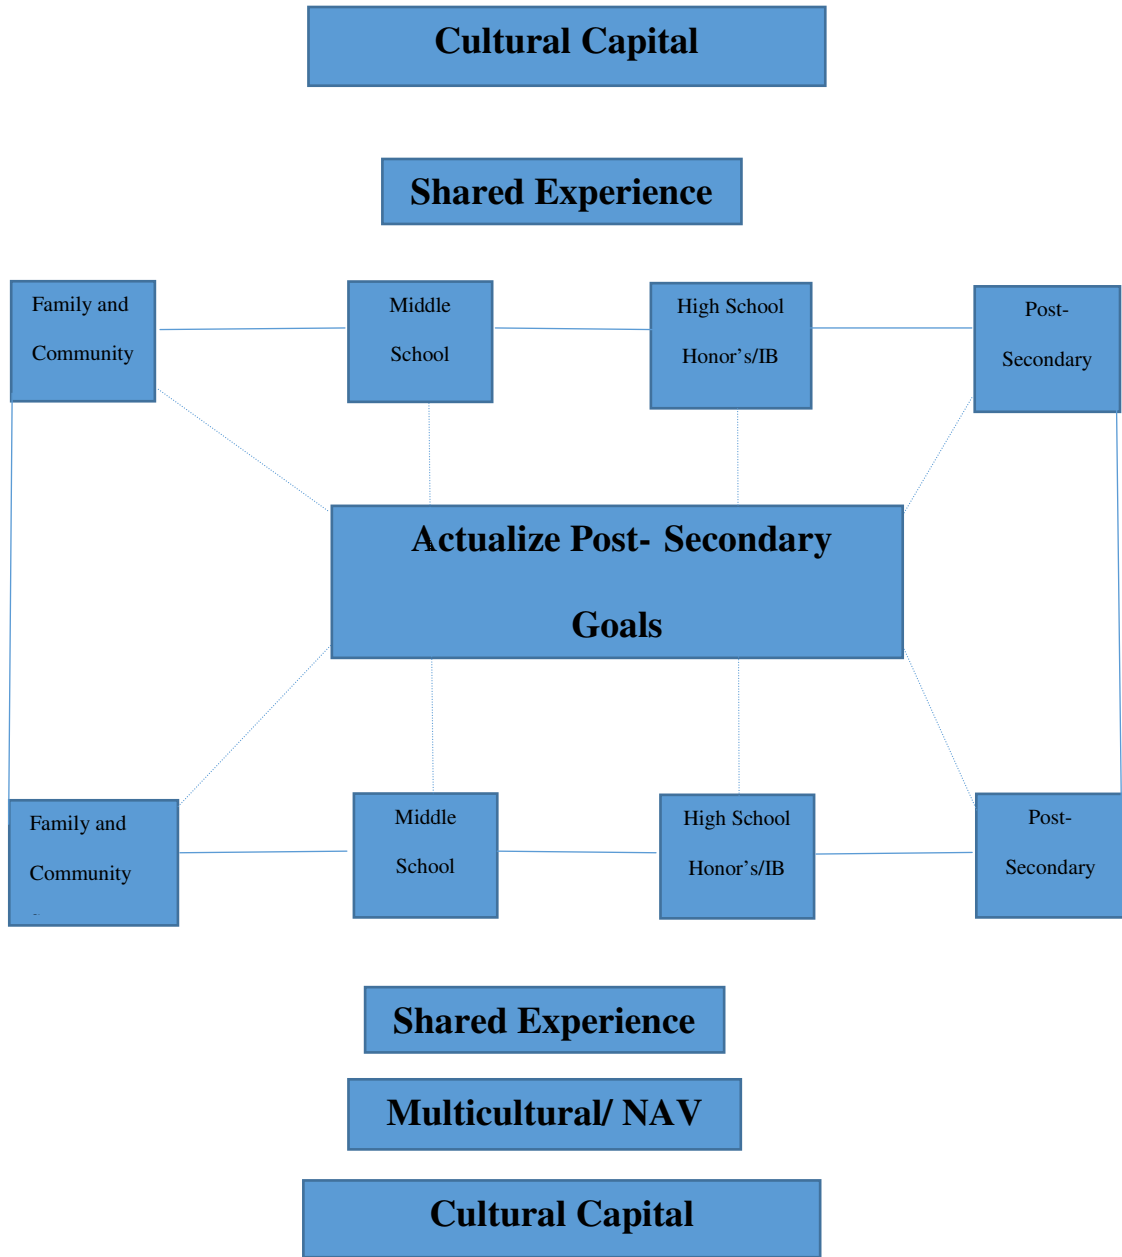 Cultural Capital
Shared Experience
Family and
Community
Middle
School
High School
Honor’s/IB
Post-
Secondary
Actualize Post- Secondary
Goals
Family and
Community
Middle
School
High School
Honor’s/IB
Post-
Secondary
Shared Experience
Multicultural/ NAV
Cultural Capital